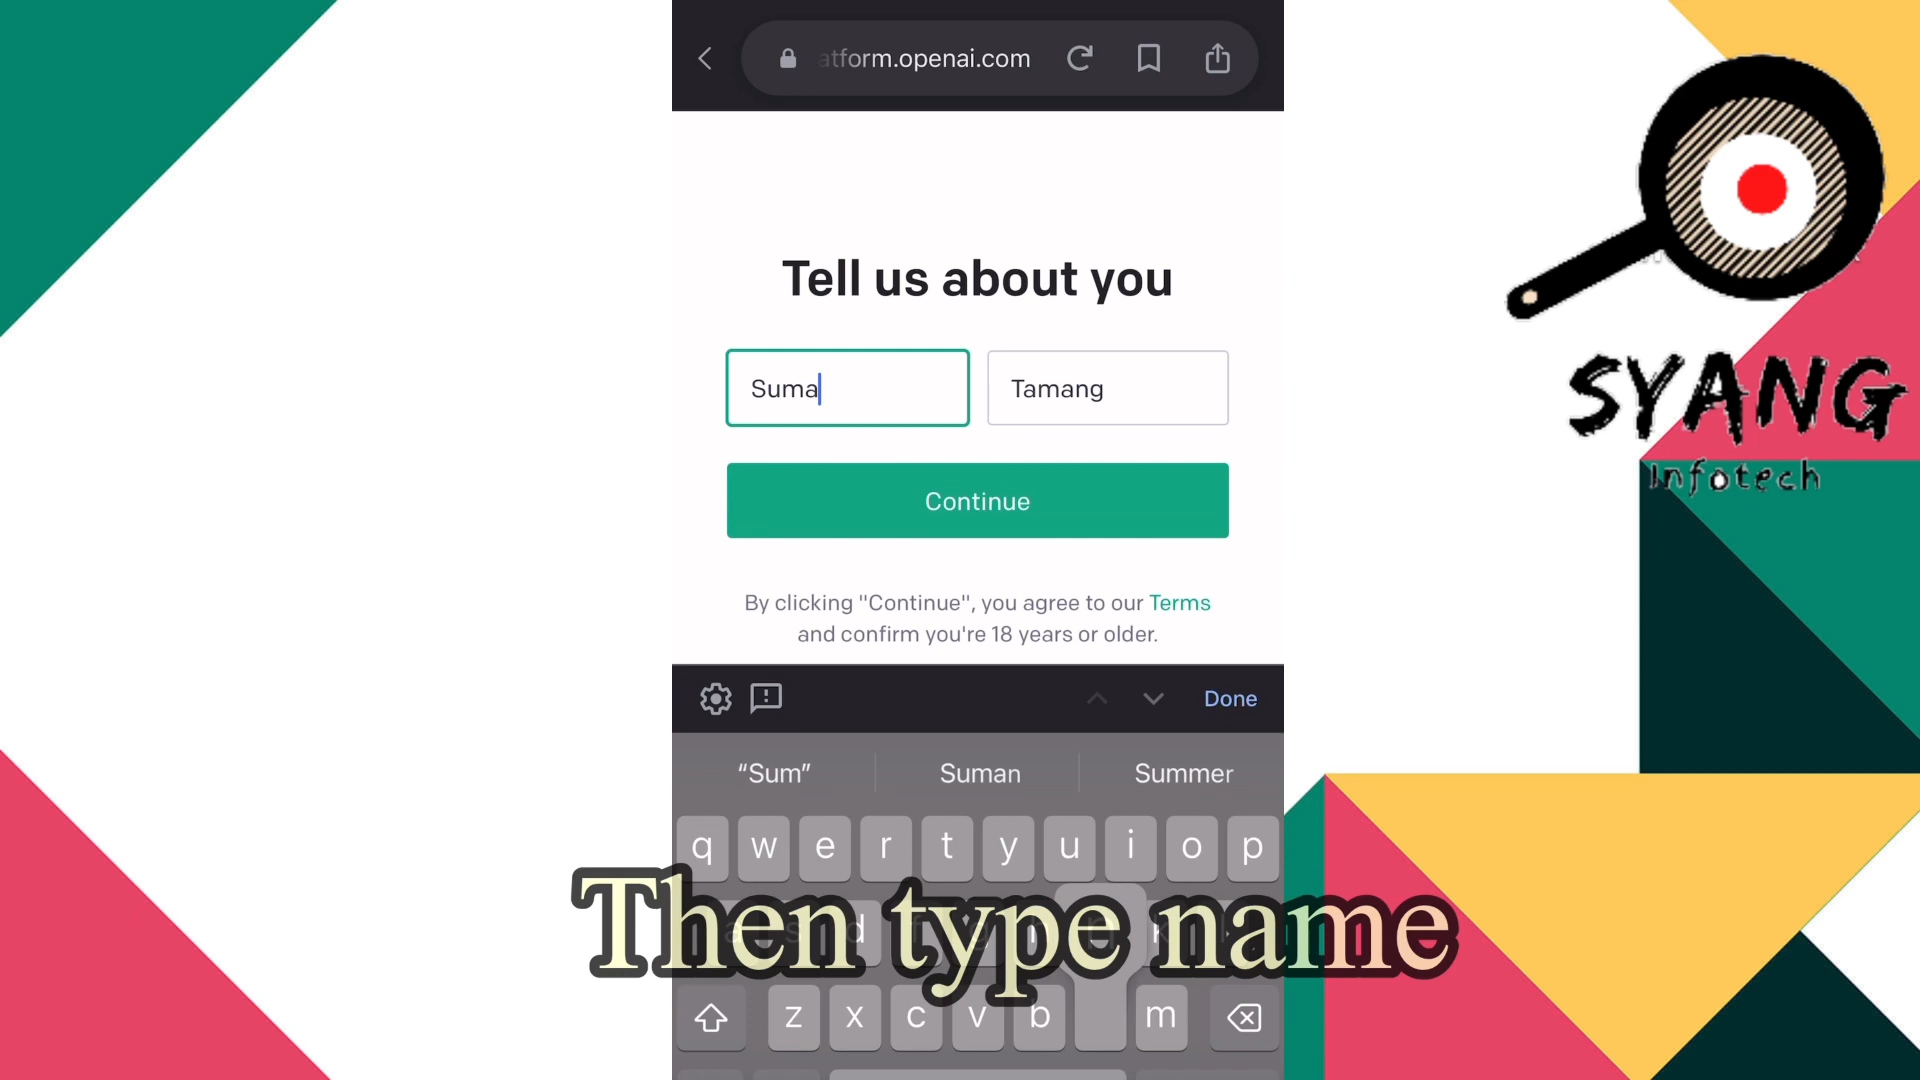 atform.openai.com
Tell us about you
Suma
Tamang
Continue
By clicking "Continue", you agree to our Terms
and confirm you're 18 years or older.
Done
“Sum”
Suman
Summer
q w e r t y u i o p
Then type name
z x c v b m
SYANG
Infotech